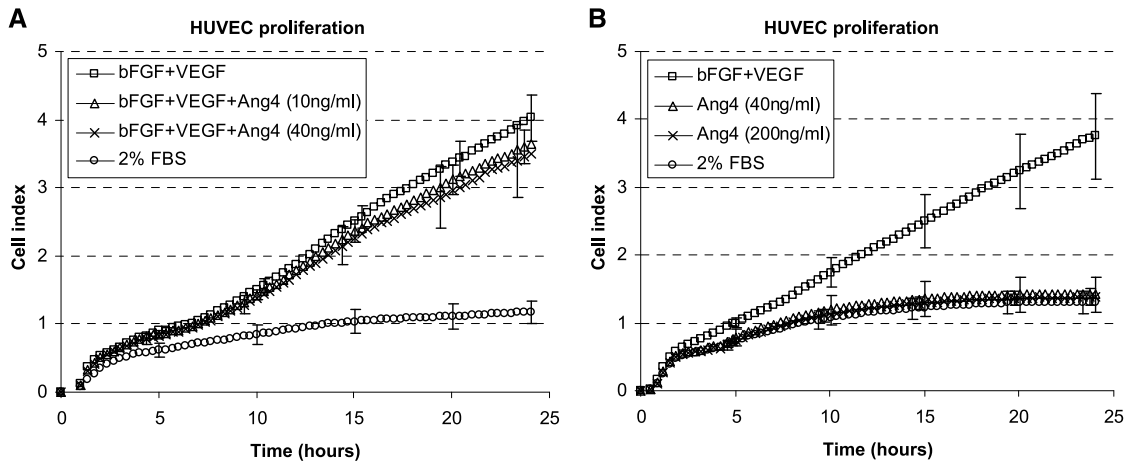 A
HUVEC proliferation
5
4
3
2
1
0
Cell index
bFGF+VEGF
bFGF+VEGF+Ang4 (10ng/ml)
bFGF+VEGF+Ang4 (40ng/ml)
2% FBS
0 5 10 15 20 25
Time (hours)
B
HUVEC proliferation
5
4
3
2
1
0
Cell index
bFGF+VEGF
Ang4 (40ng/ml)
Ang4 (200ng/ml)
2% FBS
0 5 10 15 20 25
Time (hours)